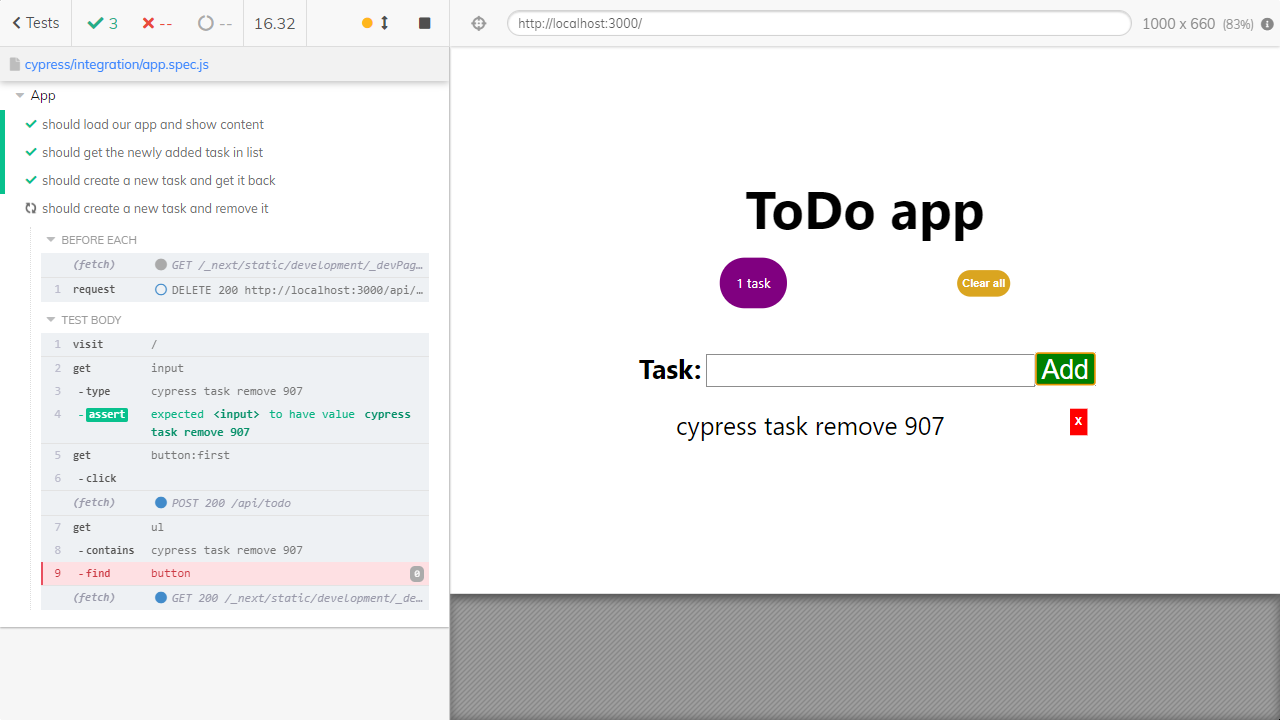 Tests 3 -- -- 16.32 http://localhost:3000/ 1000 x 660 (83%)
cypress/integration/app.spec.js
App
should load our app and show content
should get the newly added task in list
should create a new task and get it back
should create a new task and remove it
BEFORE EACH
(fetch) GET /_next/static/development/_devPag...
1 request DELETE 200 http://localhost:3000/api/...
TEST BODY
1 visit /
2 get input
3 -type cypress task remove 907
4 -assert expected <input> to have value cypress
task remove 907
5 get button:first
6 -click
(fetch) POST 200 /api/todo
7 get ul
8 -contains cypress task remove 907
9 -find button 0
(fetch) GET 200 /_next/static/development/_de...
ToDo app
1 task Clear all
Task: Add
cypress task remove 907 x